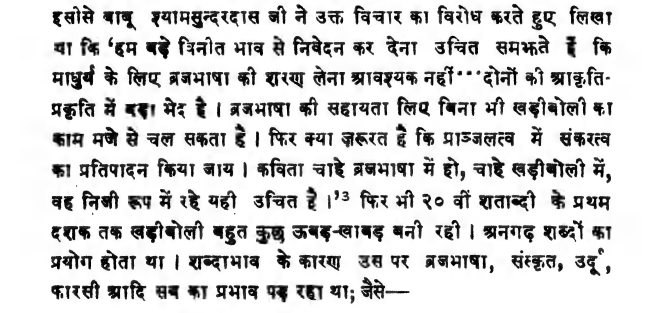 इसीसे बाबू श्यामसुन्दरदास जी ने उक्त विचार का विरोध करते हुए लिखा
था कि ‘हम बड़े विनीत भाव से निवेदन कर देना उचित समझते हैं कि
माधुर्य के लिए ब्रजभाषा की शरण लेना आवश्यक नहीं···दोनों की आकृति-
प्रकृति में बड़ा भेद है । ब्रजभाषा की सहायता लिए बिना भी खड़ीबोली का
काम मजे से चल सकता है । फिर क्या ज़रूरत है कि प्राञ्जलत्व में संकरत्व
का प्रतिपादन किया जाय । कविता चाहे ब्रजभाषा में हो, चाहे खड़ीबोली में,
वह निजी रूप में रहे यही उचित है ।’३ फिर भी २० वीं शताब्दी के प्रथम
दशक तक खड़ीबोली बहुत कुछ ऊबड़-खाबड़ बनी रही । अनगढ़ शब्दों का
प्रयोग होता था । शब्दाभाव के कारण उस पर ब्रजभाषा, संस्कृत, उर्दू,
फारसी आदि सब का प्रभाव पड़ रहा था; जैसे—